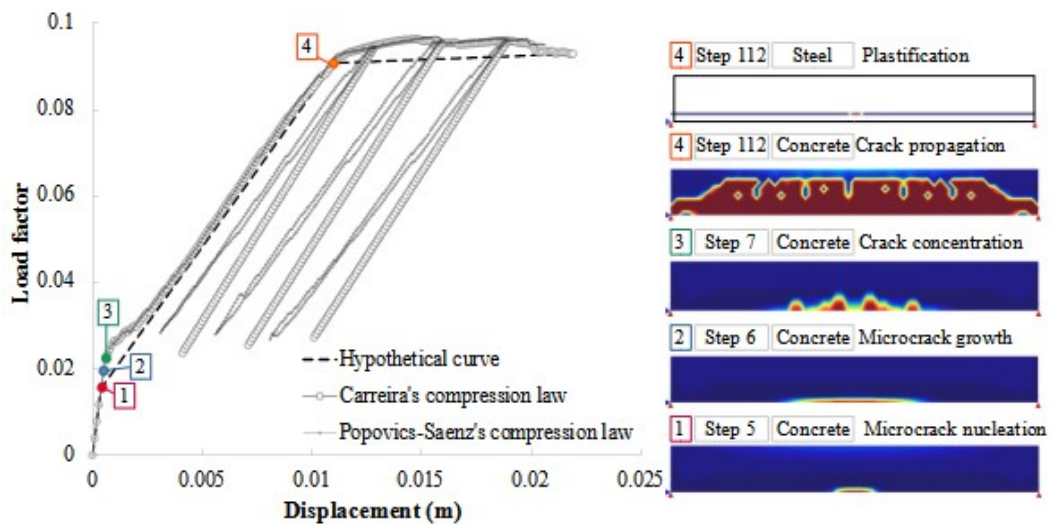 0.1
0.08
0.06
0.04
0.02
0
Load factor
0
0.005
0.01
0.015
0.02
0.025
Displacement (m)
4
3
2
1
Hypothetical curve
Carreira's compression law
Popovics-Saenz's compression law
4 Step 112 Steel Plastification
4 Step 112 Concrete Crack propagation
3 Step 7 Concrete Crack concentration
2 Step 6 Concrete Microcrack growth
1 Step 5 Concrete Microcrack nucleation